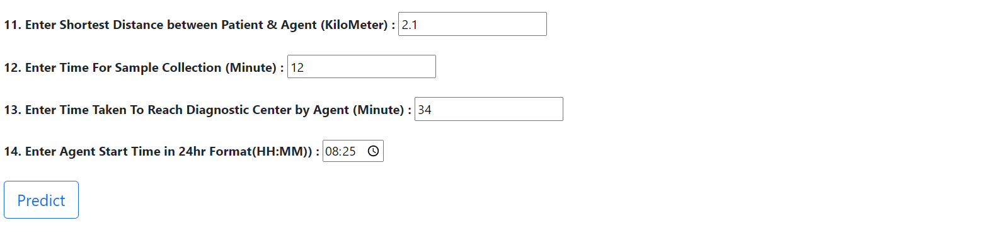 11. Enter Shortest Distance between Patient & Agent (KiloMeter) : 2.1
12. Enter Time For Sample Collection (Minute) : 12
13. Enter Time Taken To Reach Diagnostic Center by Agent (Minute) : 34
14. Enter Agent Start Time in 24hr Format(HH:MM)) : 08:25
Predict